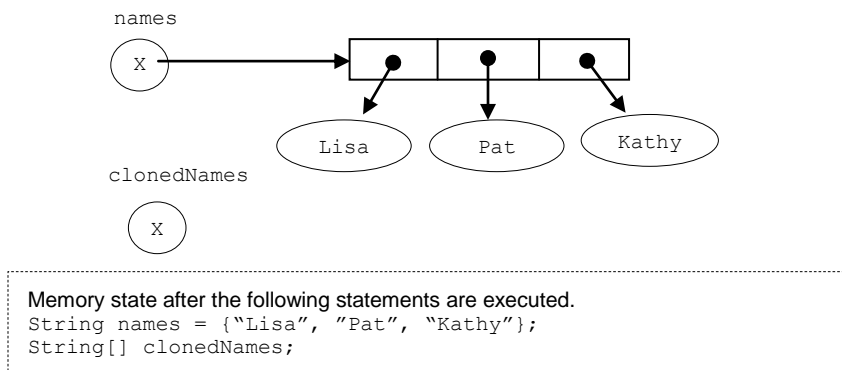 names
X
Lisa
Pat
Kathy
clonedNames
X
Memory state after the following statements are executed.
String names = {“Lisa”, ”Pat”, “Kathy”};
String[] clonedNames;